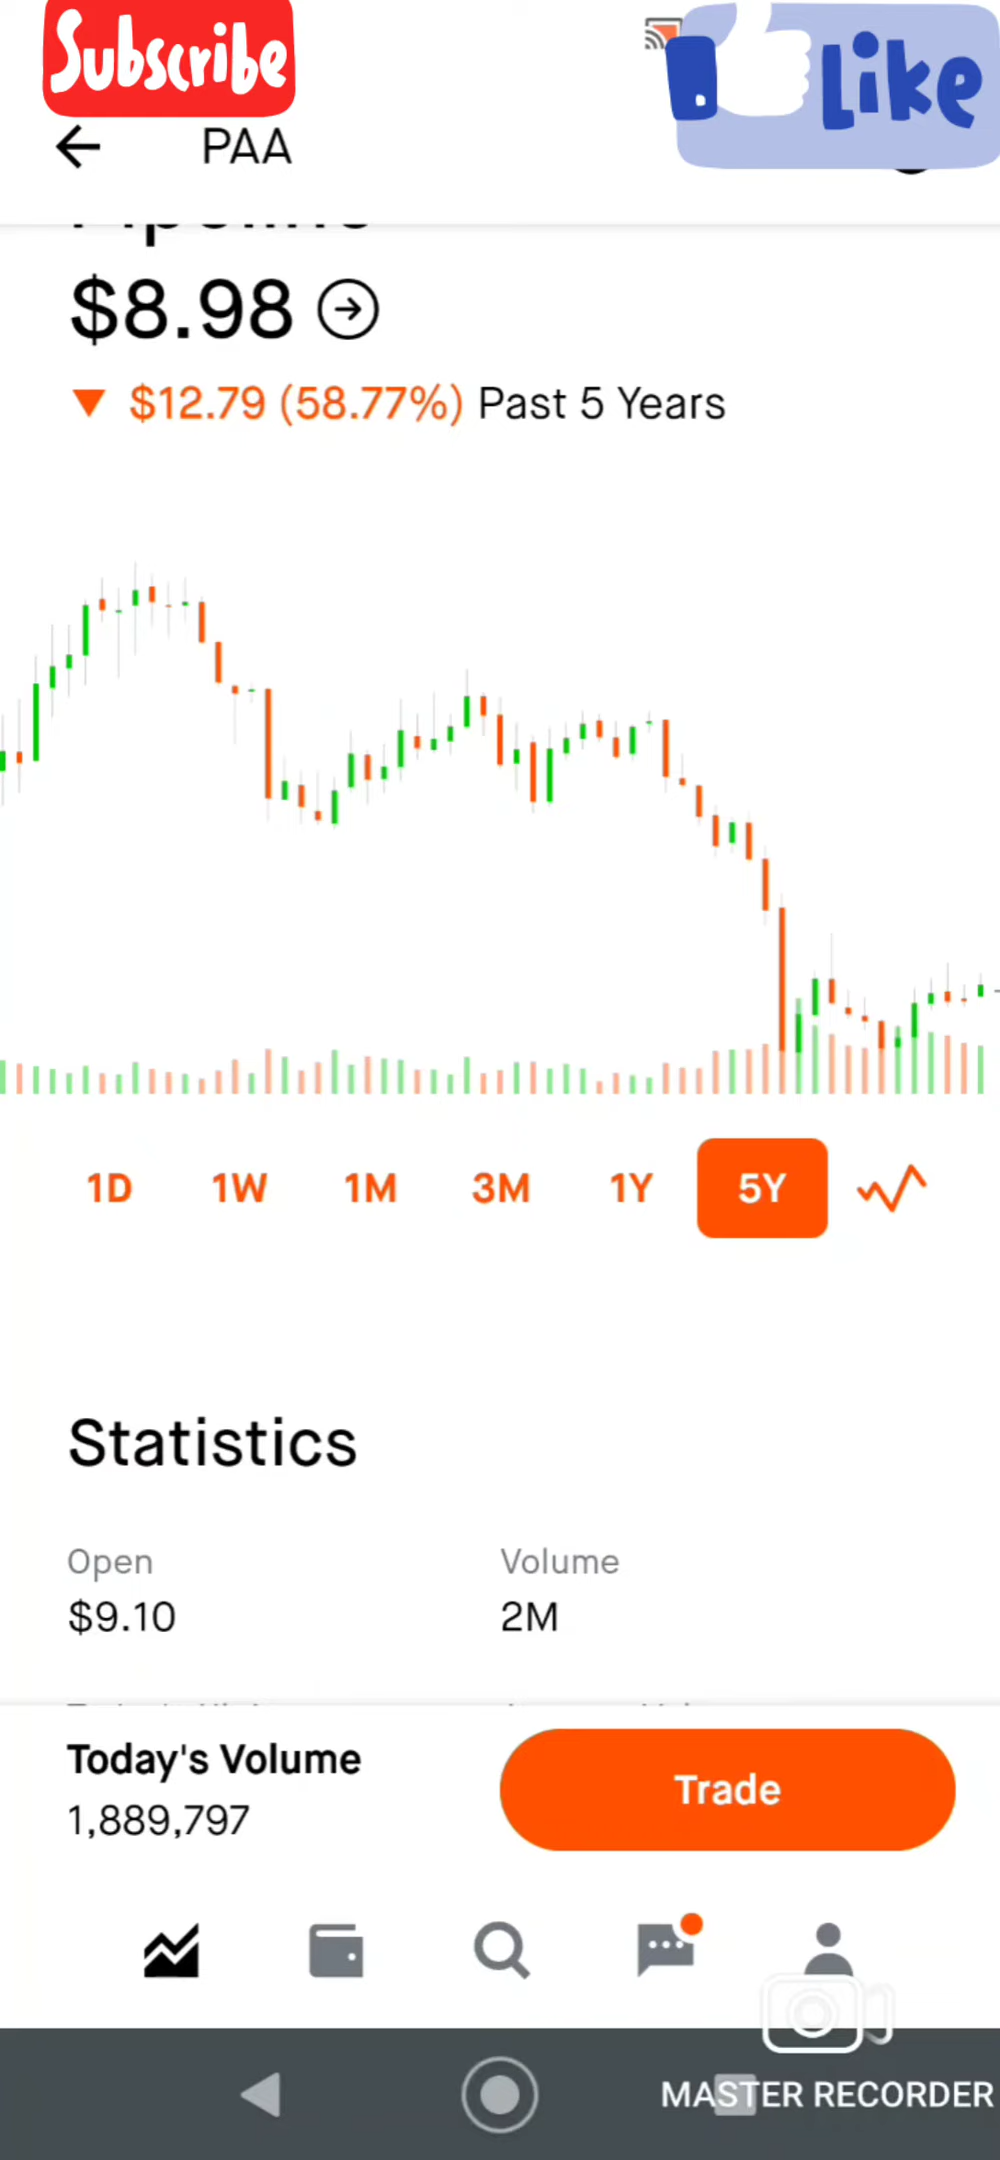 Subscribe
Like
PAA
Pipeline
$8.98
$12.79 (58.77%) Past 5 Years
1D 1W 1M 3M 1Y 5Y
Statistics
Open Volume
$9.10 2M
Today's Volume
1,889,797
Trade
MASTER RECORDER